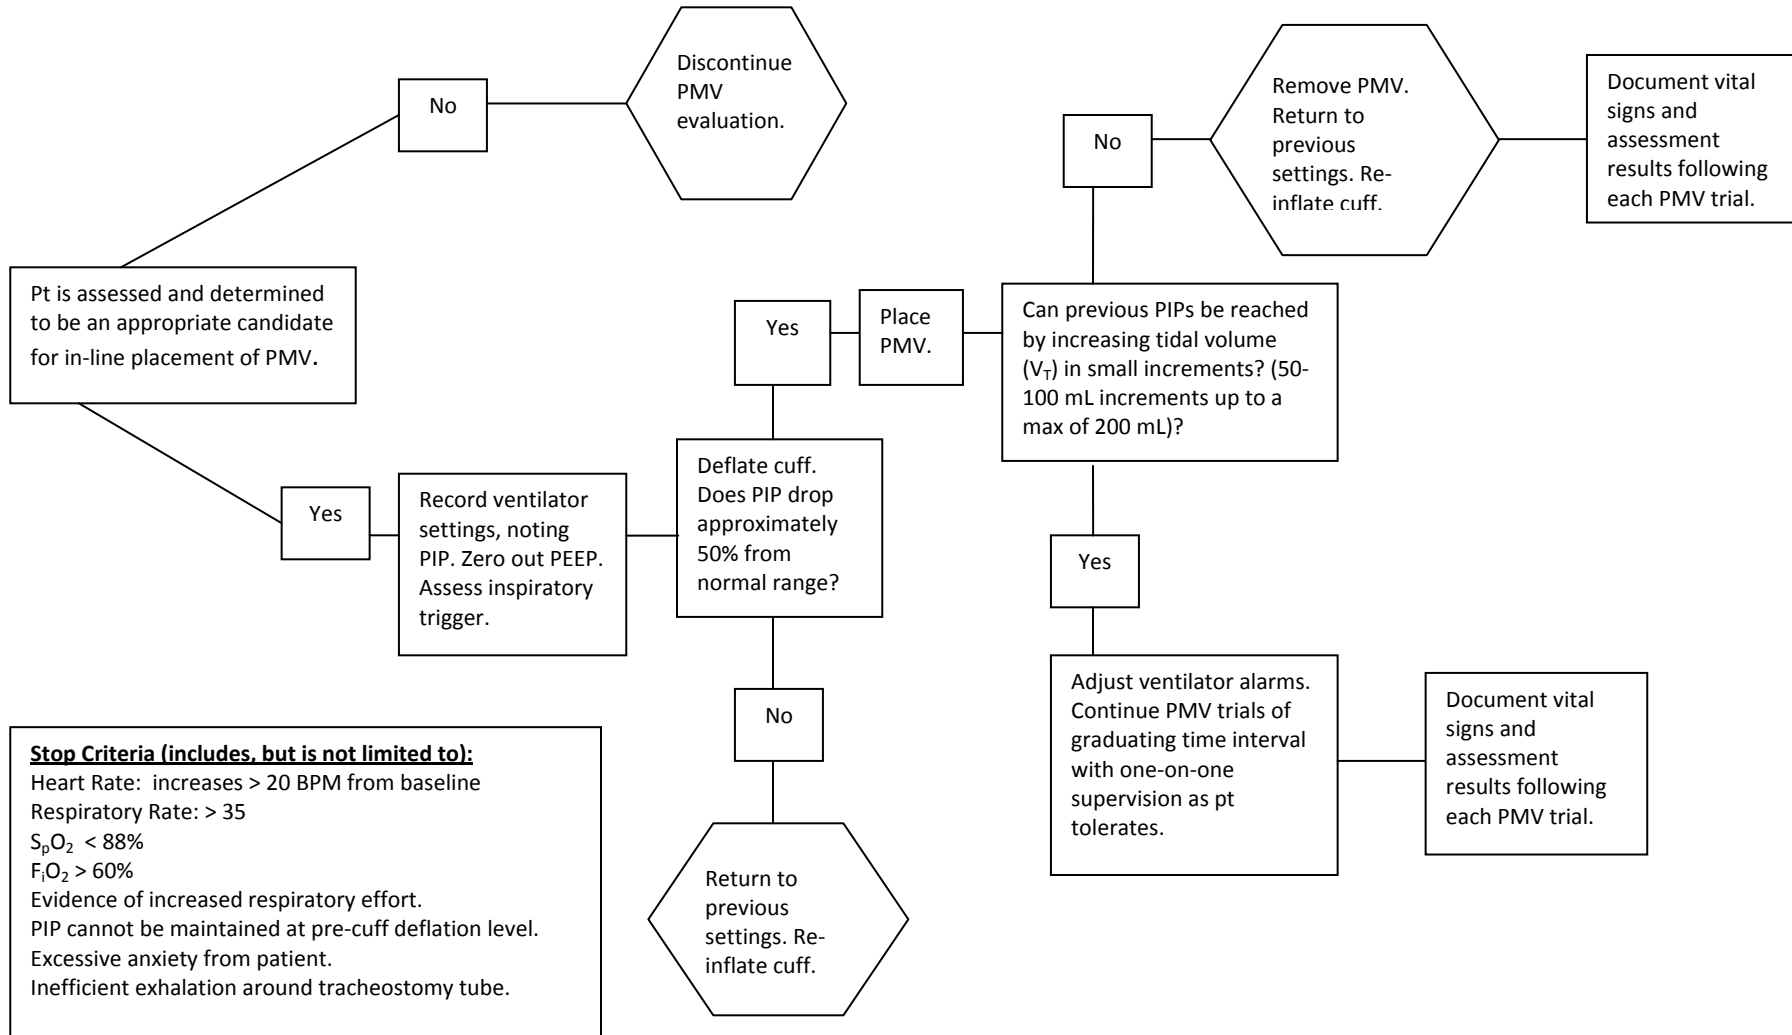 No
Discontinue
PMV
evaluation.
Pt is assessed and determined
to be an appropriate candidate
for in-line placement of PMV.
Yes
Record ventilator
settings, noting
PIP. Zero out PEEP.
Assess inspiratory
trigger.
Deflate cuff.
Does PIP drop
approximately
50% from
normal range?
Yes
Place
PMV.
No
Return to
previous
settings. Re-
inflate cuff.
Can previous PIPs be reached
by increasing tidal volume
(VT) in small increments? (50-
100 mL increments up to a
max of 200 mL)?
No
Remove PMV.
Return to
previous
settings. Re-
inflate cuff.
Document vital
signs and
assessment
results following
each PMV trial.
Yes
Adjust ventilator alarms.
Continue PMV trials of
graduating time interval
with one-on-one
supervision as pt
tolerates.
Document vital
signs and
assessment
results following
each PMV trial.
Stop Criteria (includes, but is not limited to):
Heart Rate: increases > 20 BPM from baseline
Respiratory Rate: > 35
SpO2 < 88%
FiO2 > 60%
Evidence of increased respiratory effort.
PIP cannot be maintained at pre-cuff deflation level.
Excessive anxiety from patient.
Inefficient exhalation around tracheostomy tube.